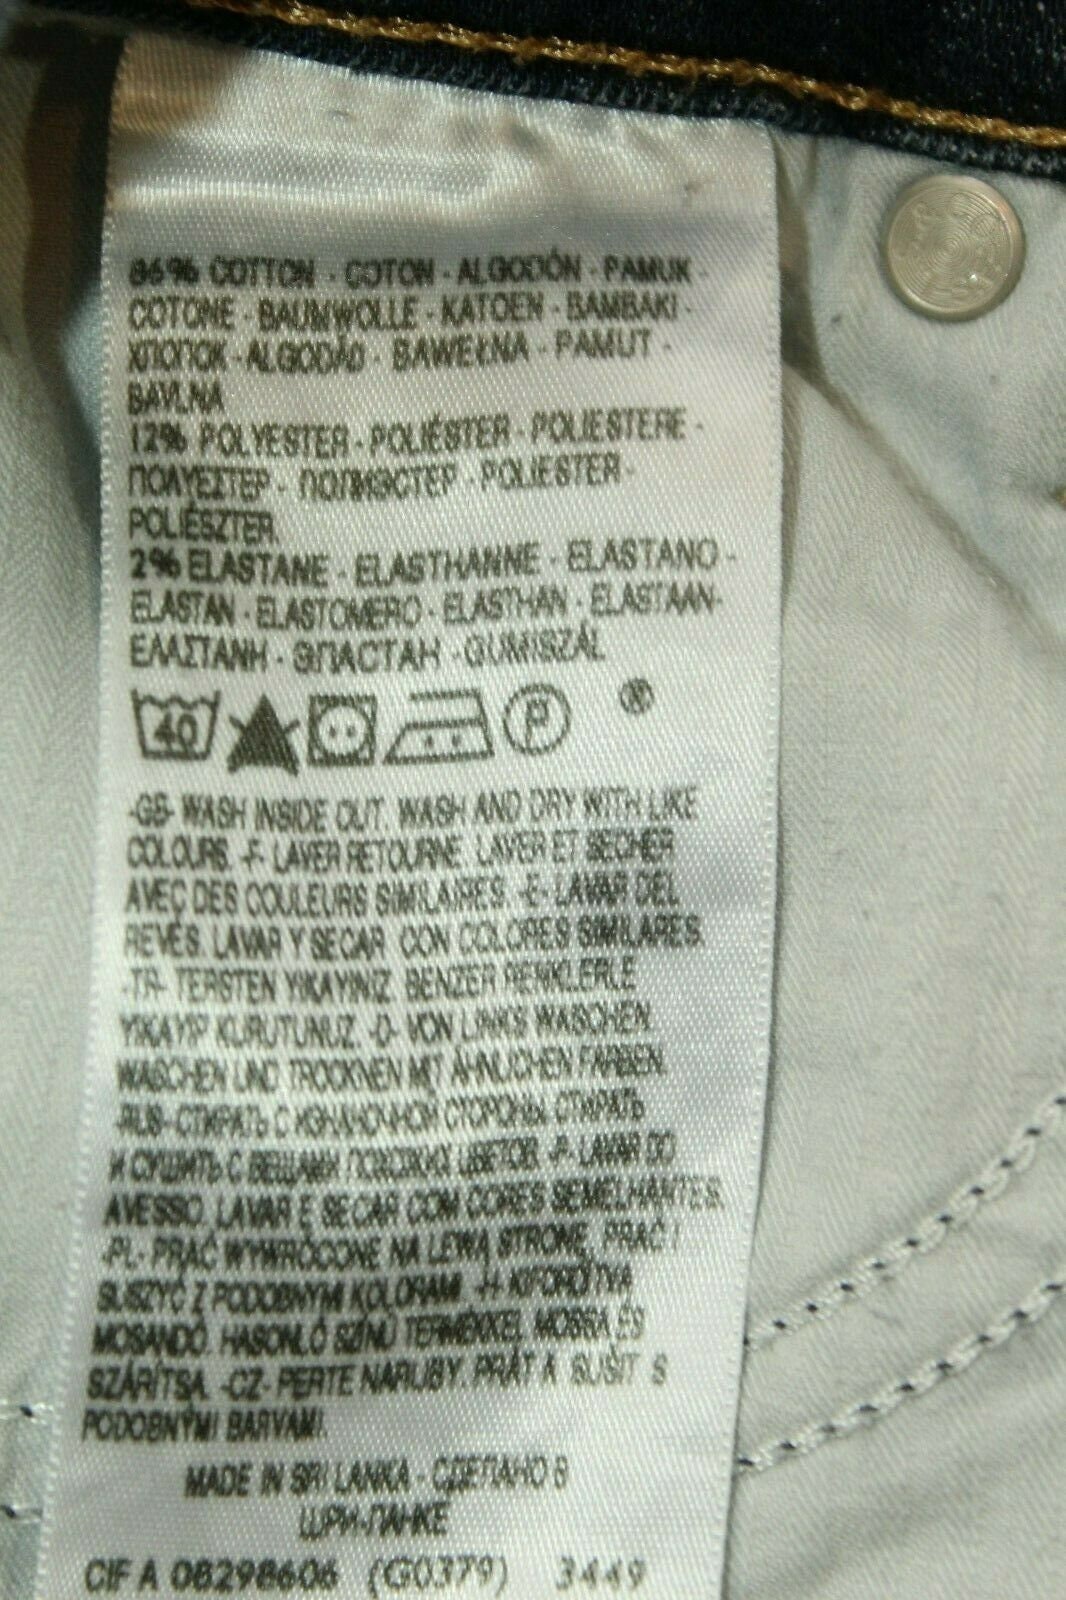 86% COTTON - COTON - ALGODÓN - PAMUK -
COTONE - BAUMWOLLE - KATOEN - BAMBAKI -
ХЛОПОК - ALGODÃO - BAWEŁNA - PAMUT -
BAVLNA
12% POLYESTER - POLIÉSTER - POLIESTERE -
ΠΟΛΥΕΣΤΕΡ - ПОЛИЭСТЕР - POLIESTER -
POLIÉSZTER
2% ELASTANE - ELASTHANNE - ELASTANO -
ELASTAN - ELASTOMERO - ELASTHAN - ELASTAAN-
ΕΛΑΣΤΑΝΗ - ЭЛАСТАН - GUMISZÁL
40 P ®
-GB- WASH INSIDE OUT. WASH AND DRY WITH LIKE
COLOURS. -F- LAVER RETOURNE. LAVER ET SECHER
AVEC DES COULEURS SIMILAIRES. -E- LAVAR DEL
REVÉS. LAVAR Y SECAR CON COLORES SIMILARES.
-TR- TERSTEN YIKAYINIZ. BENZER RENKLERLE
YIKAYIP KURUTUNUZ. -D- VON LINKS WASCHEN.
WASCHEN UND TROCKNEN MIT ÄHNLICHEN FARBEN.
-RUS- СТИРАТЬ С ИЗНАНОЧНОЙ СТОРОНЫ. СТИРАТЬ
И СУШИТЬ С ВЕЩАМИ ПОХОЖИХ ЦВЕТОВ. -P- LAVAR DO
AVESSO. LAVAR E SECAR COM CORES SEMELHANTES.
-PL- PRAĆ WYWRÓCONE NA LEWĄ STRONĘ. PRAĆ I
SUSZYĆ Z PODOBNYMI KOLORAMI. -H- KIFORDÍTVA
MOSANDÓ. HASONLÓ SZÍNŰ TERMÉKKEL MOSSA ÉS
SZÁRÍTSA. -CZ- PERTE NARUBY. PRÁT A SUŠIT S
PODOBNÝMI BARVAMI.
MADE IN SRI LANKA - СДЕЛАНО В
ШРИ-ЛАНКЕ
CIF A 08298606 (G0379) 3449